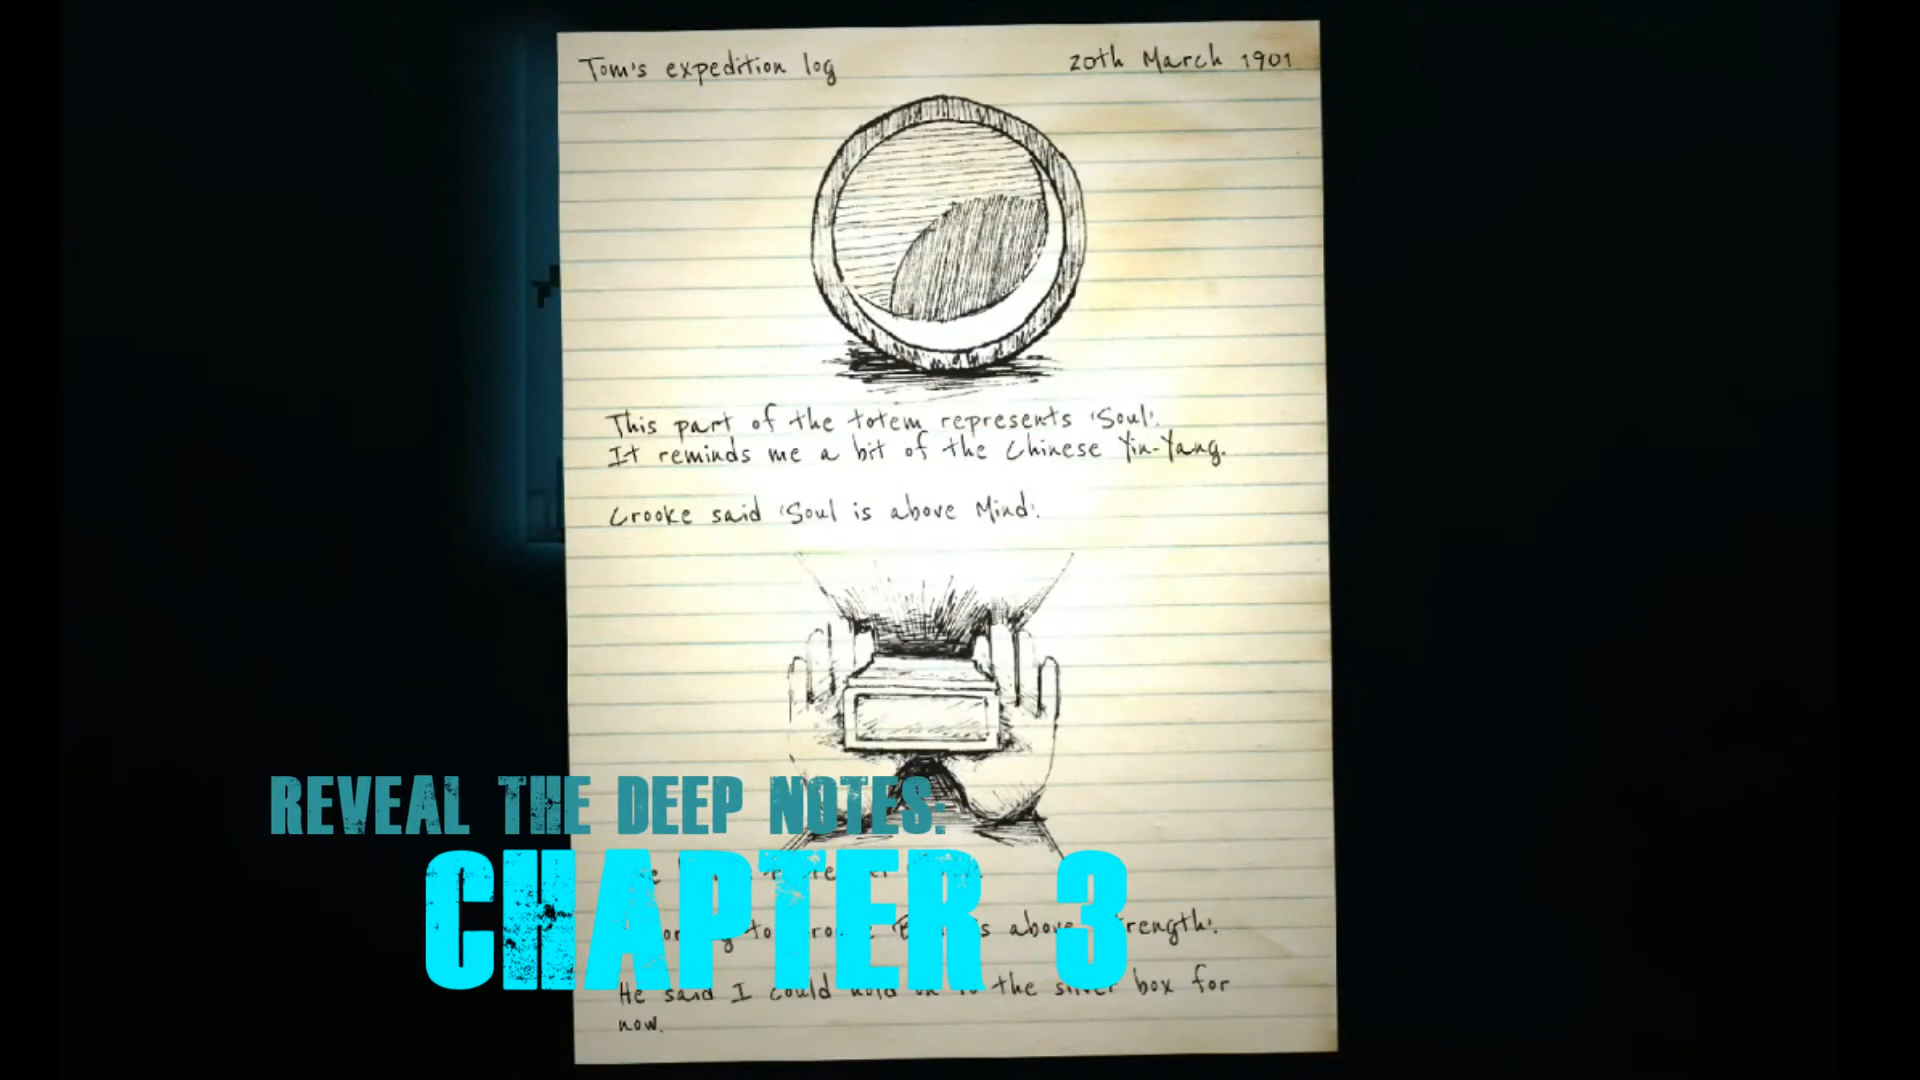 Tom's expedition log
20th March 1901
This part of the totem represents 'Soul'.
It reminds me a bit of the Chinese Yin-Yang.
Crooke said 'Soul is above Mind'.
REVEAL THE DEEP NOTES:
CHAPTER 3
to above
He said I could the box for
now.